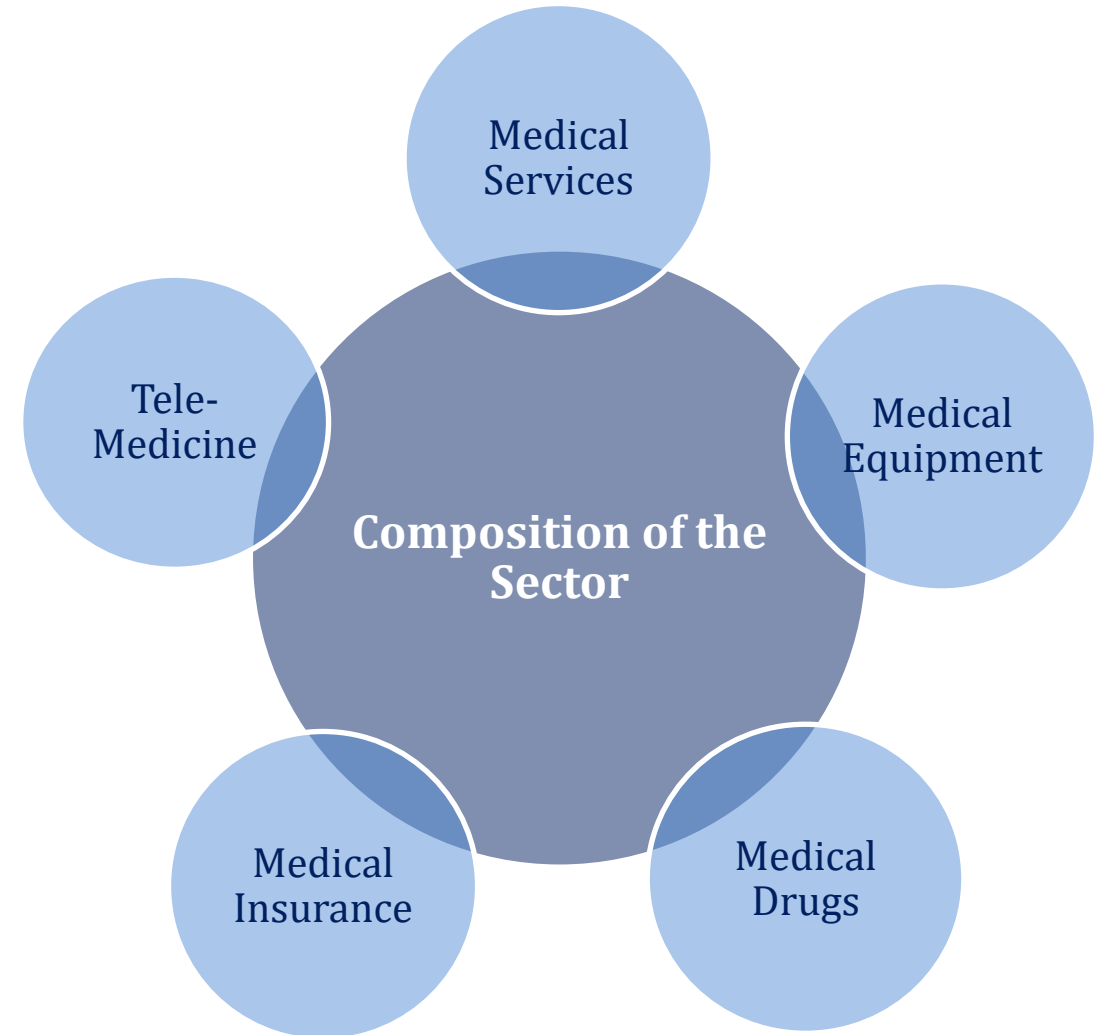 Medical
Services
Tele-
Medicine
Medical
Equipment
Composition of the
Sector
Medical
Insurance
Medical
Drugs